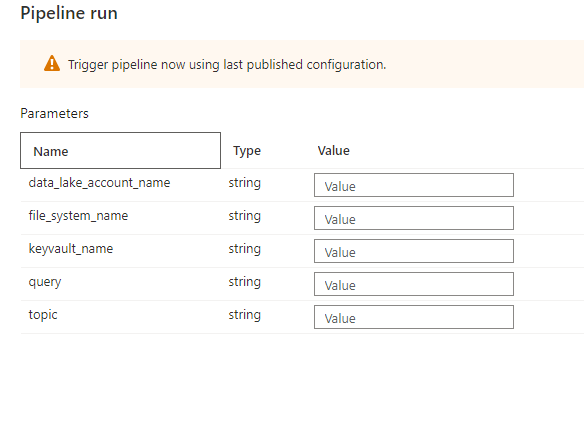 Pipeline run
Trigger pipeline now using last published configuration.
Parameters
Name Type Value
data_lake_account_name string Value
file_system_name string Value
keyvault_name string Value
query string Value
topic string Value